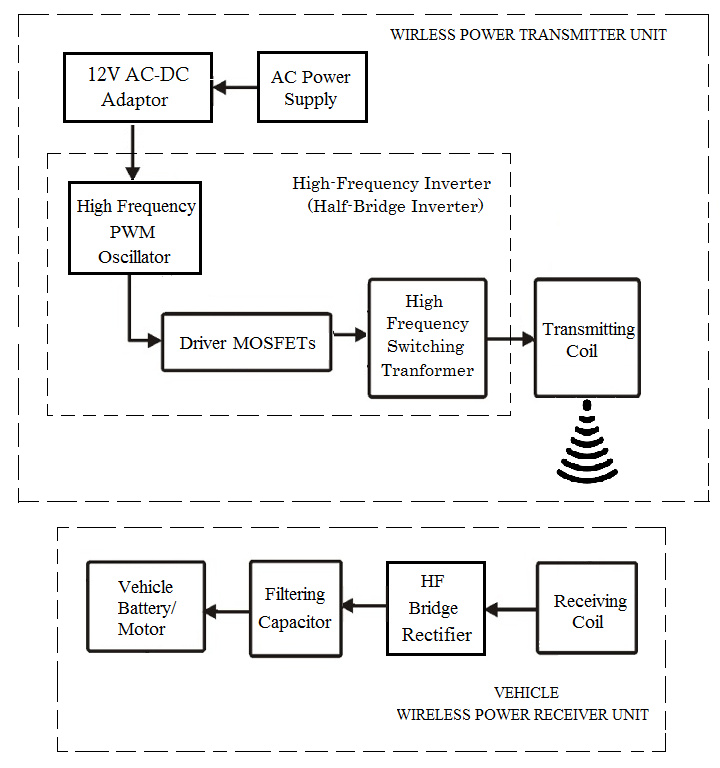 WIRLESS POWER TRANSMITTER UNIT
12V AC-DC
Adaptor
AC Power
Supply
High-Frequency Inverter
(Half-Bridge Inverter)
High Frequency
PWM
Oscillator
Driver MOSFETs
High
Frequency
Switching
Tranformer
Transmitting
Coil
Vehicle
Battery/
Motor
Filtering
Capacitor
HF
Bridge
Rectifier
Receiving
Coil
VEHICLE
WIRELESS POWER RECEIVER UNIT